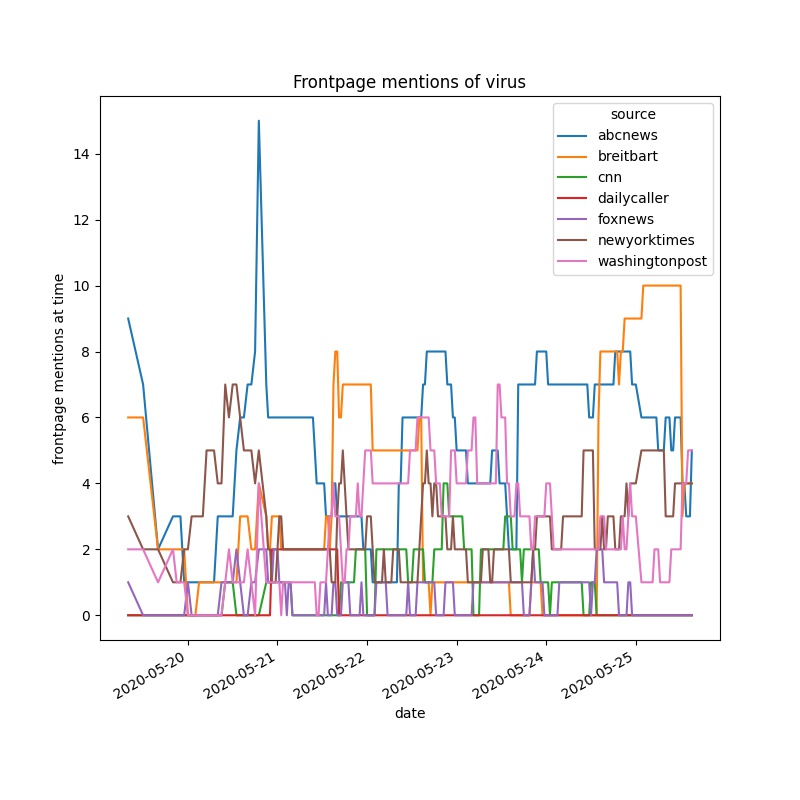 Frontpage mentions of virus
source
abcnews
breitbart
cnn
dailycaller
foxnews
newyorktimes
washingtonpost
frontpage mentions at time
14
12
10
8
6
4
2
0
2020-05-20
2020-05-21
2020-05-22
2020-05-23
2020-05-24
2020-05-25
date